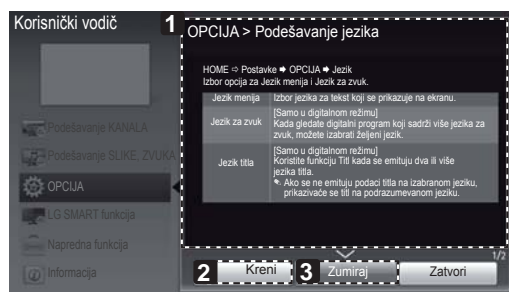 Korisnički vodič
1
OPCIJA > Podešavanje jezika
HOME ⇨ Postavke ➡ OPCIJA ➡ Jezik
Izbor opcija za Jezik menija i Jezik za zvuk.
Jezik menija
Izbor jezika za tekst koji se prikazuje na ekranu.
Jezik za zvuk
[Samo u digitalnom režimu]
Kada gledate digitalni program koji sadrži više jezika za
zvuk, možete izabrati željeni jezik.
Jezik titla
[Samo u digitalnom režimu]
Koristite funkciju Titl kada se emituju dva ili više
jezika titla.
Ako se ne emituju podaci titla na izabranom jeziku,
prikazivaće se titl na podrazumevanom jeziku.
Podešavanje KANALA
Podešavanje SLIKE, ZVUKA
OPCIJA
LG SMART funkcija
Napredna funkcija
Informacija
1/2
2
Kreni
3
Zumiraj
Zatvori